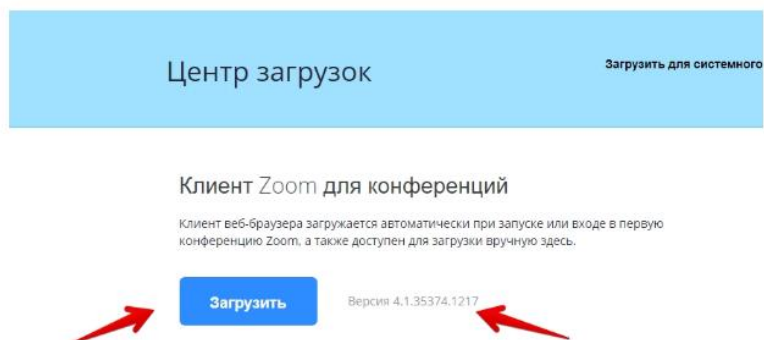 Центр загрузок
Загрузить для системного
Клиент Zoom для конференций
Клиент веб-браузера загружается автоматически при запуске или входе в первую
конференцию Zoom, а также доступен для загрузки вручную здесь.
Загрузить
Версия 4.1.35374.1217